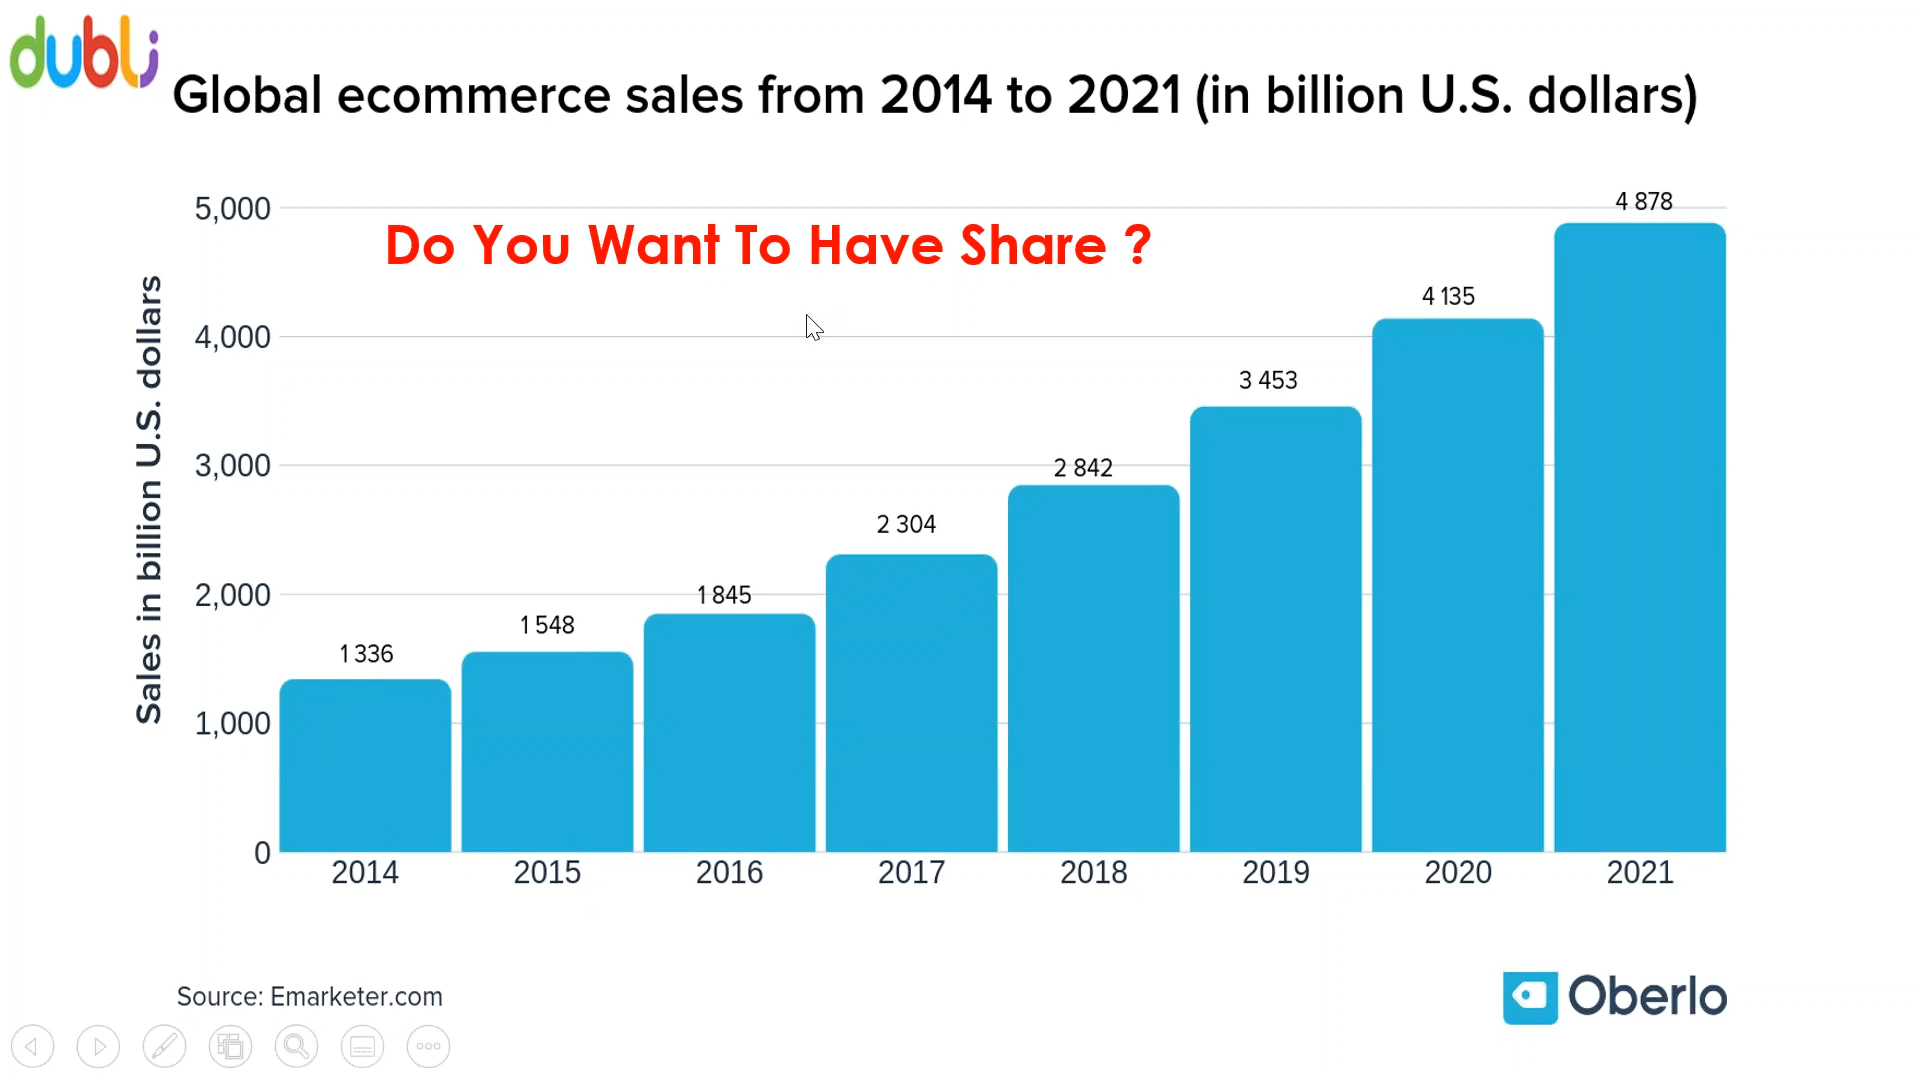 dubli
Global ecommerce sales from 2014 to 2021 (in billion U.S. dollars)
Do You Want To Have Share ?
Sales in billion U.S. dollars
5,000
4,000
3,000
2,000
1,000
0
1 336
1 548
1 845
2 304
2 842
3 453
4 135
4 878
2014 2015 2016 2017 2018 2019 2020 2021
Source: Emarketer.com
Oberlo